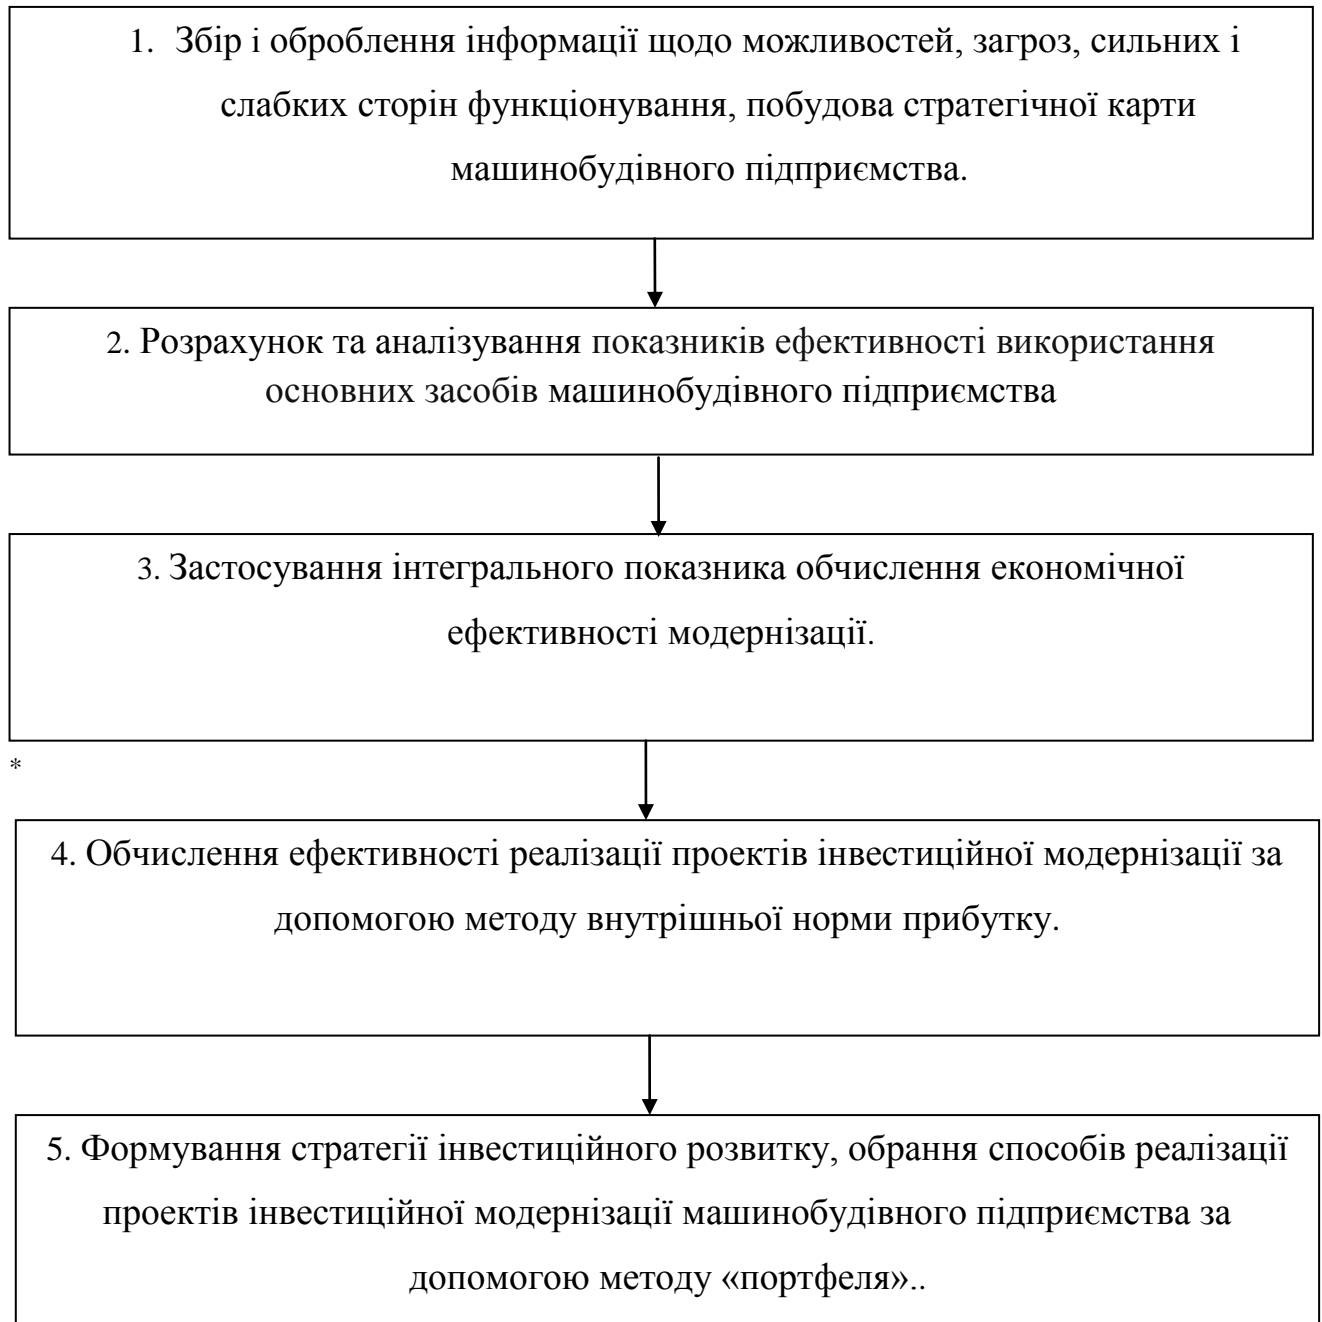 1. Збір і оброблення інформації щодо можливостей, загроз, сильних і
слабких сторін функціонування, побудова стратегічної карти
машинобудівного підприємства.
2. Розрахунок та аналізування показників ефективності використання
основних засобів машинобудівного підприємства
3. Застосування інтегрального показника обчислення економічної
ефективності модернізації.
*
4. Обчислення ефективності реалізації проектів інвестиційної модернізації за
допомогою методу внутрішньої норми прибутку.
5. Формування стратегії інвестиційного розвитку, обрання способів реалізації
проектів інвестиційної модернізації машинобудівного підприємства за
допомогою методу «портфеля»..